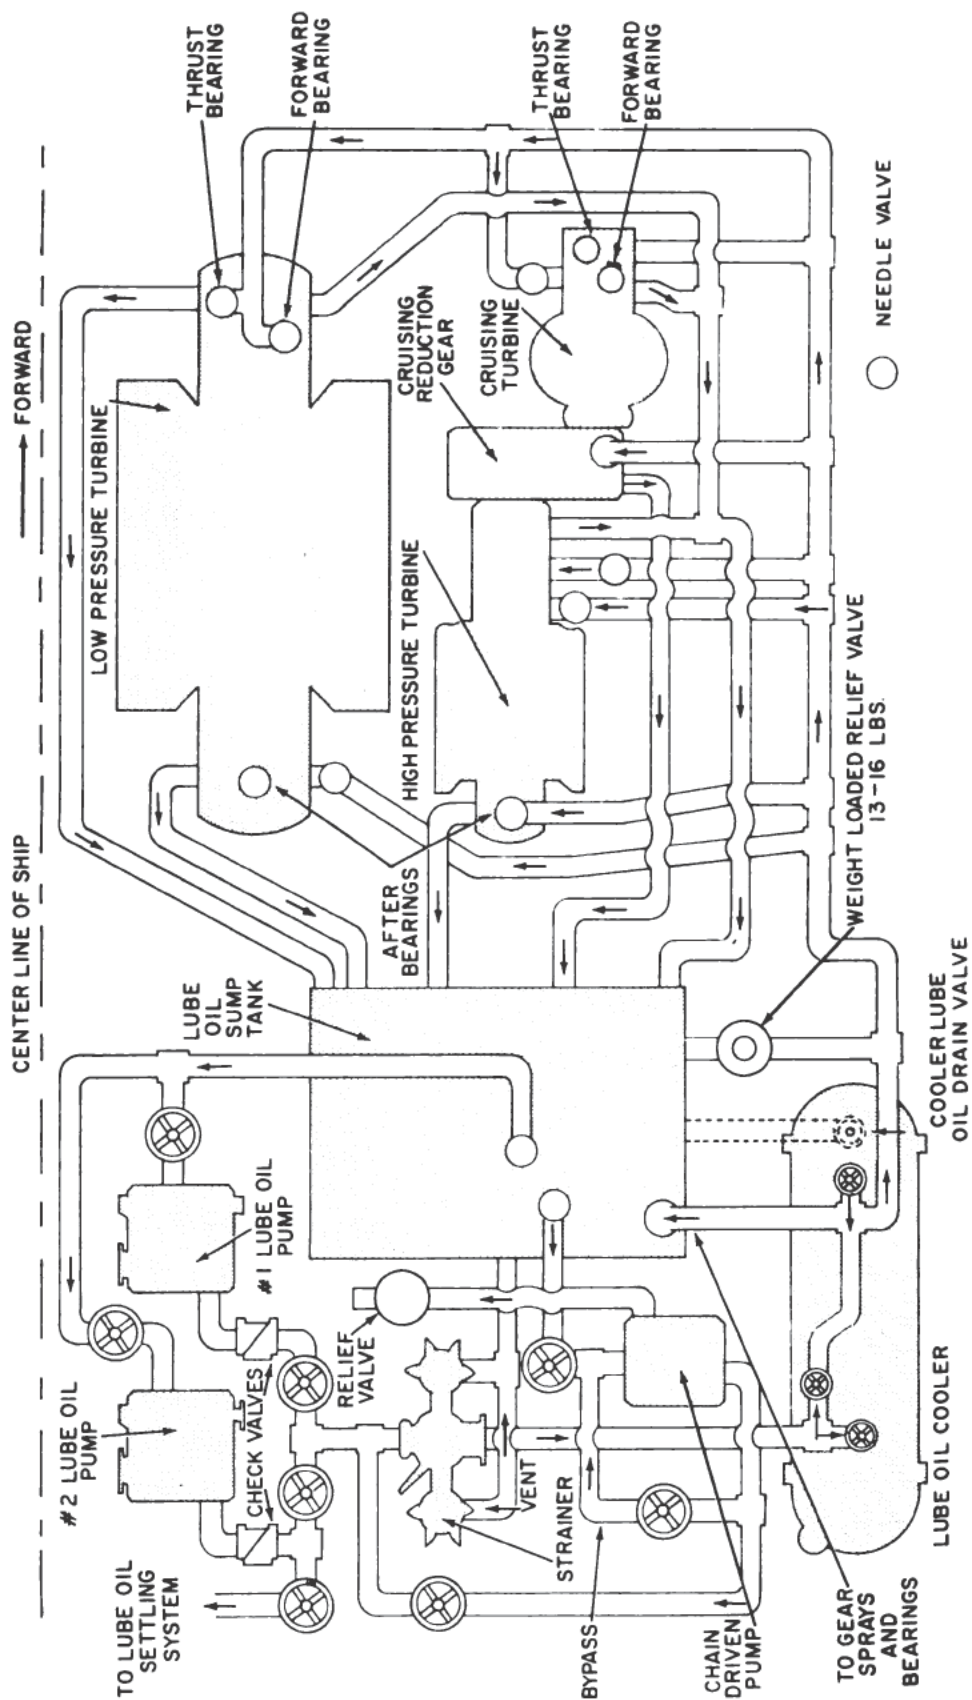 CENTER LINE OF SHIP
FORWARD
THRUST
BEARING
FORWARD
BEARING
LOW PRESSURE TURBINE
THRUST
BEARING
FORWARD
BEARING
CRUISING
REDUCTION
GEAR
CRUISING
TURBINE
HIGH PRESSURE TURBINE
NEEDLE VALVE
AFTER
BEARINGS
WEIGHT LOADED RELIEF VALVE
13-16 LBS.
LUBE
OIL
SUMP
TANK
COOLER LUBE
OIL DRAIN VALVE
#1 LUBE OIL
PUMP
#2 LUBE OIL
PUMP
CHECK VALVES
RELIEF
VALVE
TO LUBE OIL
SETTLING
SYSTEM
VENT
STRAINER
BYPASS
CHAIN
DRIVEN
PUMP
TO GEAR
SPRAYS
AND
BEARINGS
LUBE OIL COOLER